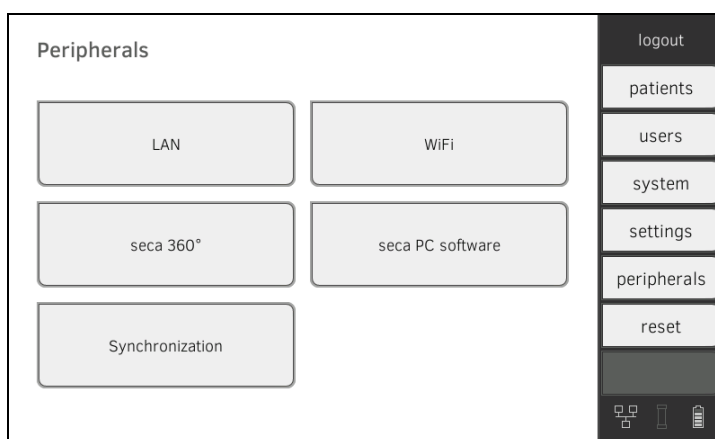 Peripherals
LAN
WiFi
seca 360°
seca PC software
Synchronization
logout
patients
users
system
settings
peripherals
reset